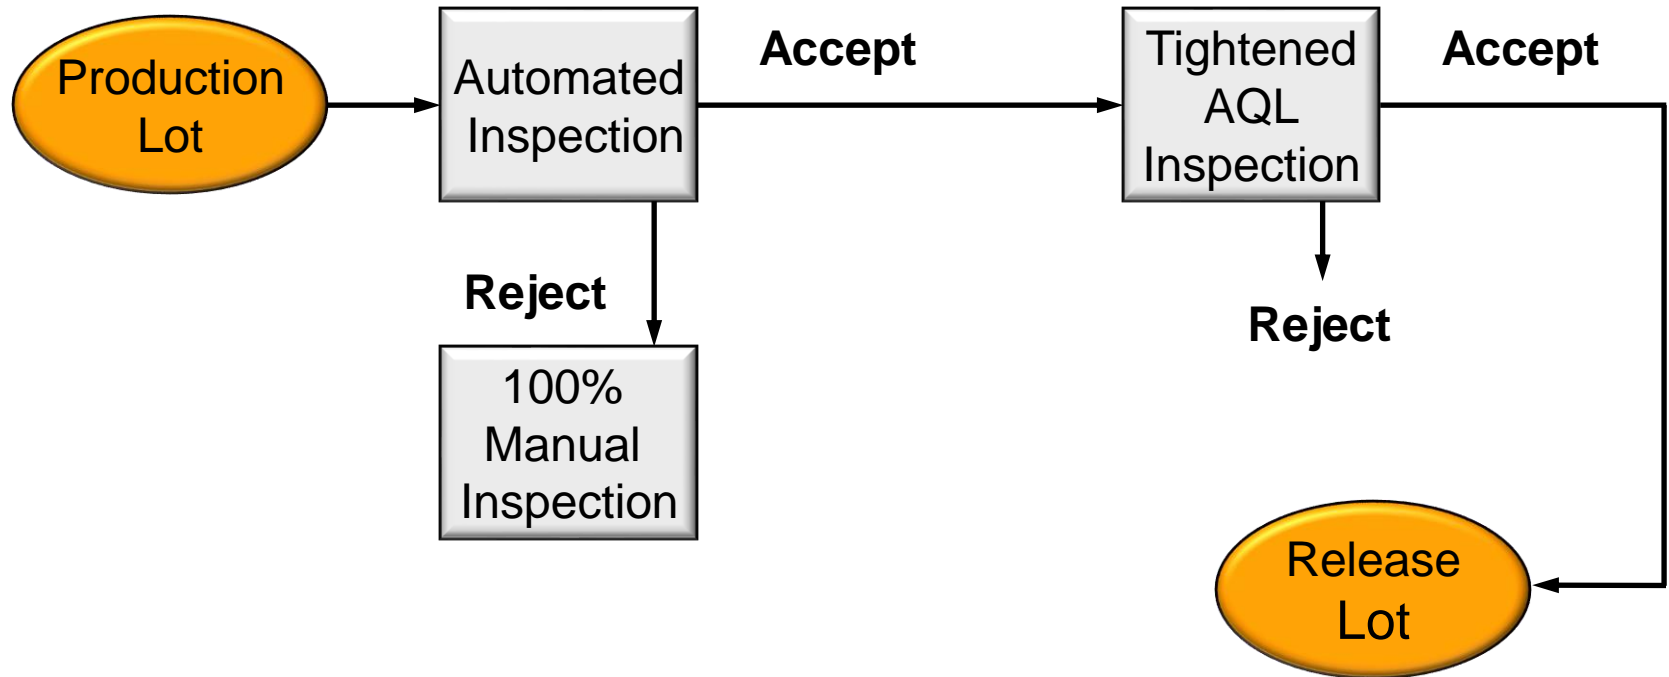 Production
Lot
Automated
Inspection
Accept
Tightened
AQL
Inspection
Accept
Reject
Reject
100%
Manual
Inspection
Release
Lot